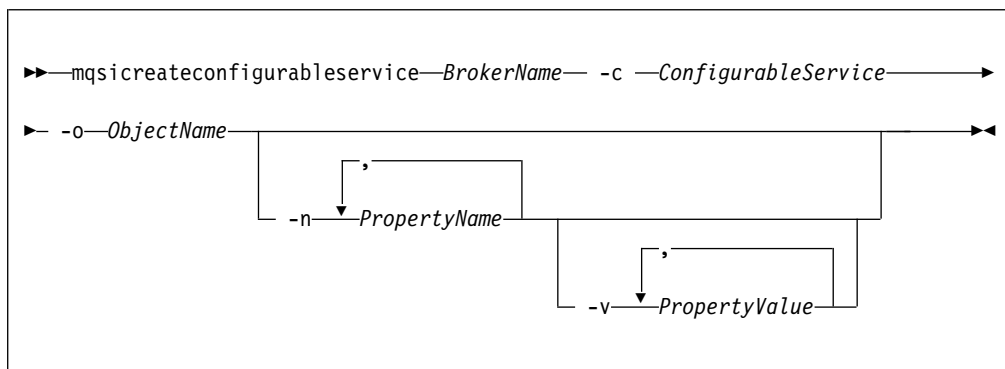 mqsicreateconfigurableservice BrokerName -c ConfigurableService
-o ObjectName
,
-n PropertyName
,
-v PropertyValue